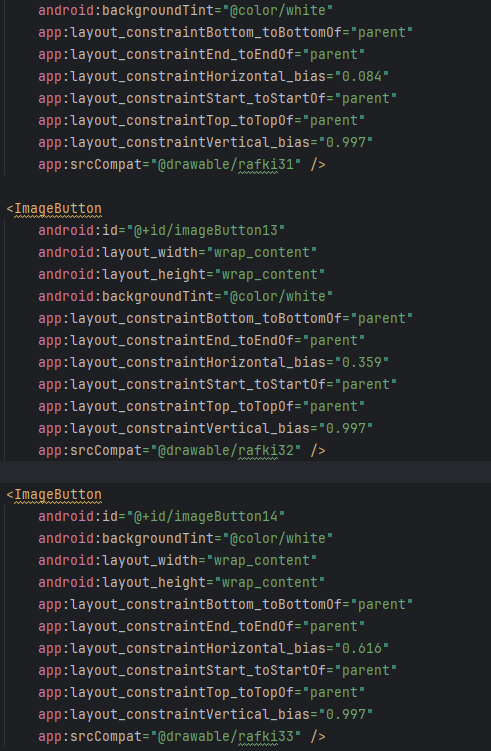 android:backgroundTint="@color/white"
app:layout_constraintBottom_toBottomOf="parent"
app:layout_constraintEnd_toEndOf="parent"
app:layout_constraintHorizontal_bias="0.084"
app:layout_constraintStart_toStartOf="parent"
app:layout_constraintTop_toTopOf="parent"
app:layout_constraintVertical_bias="0.997"
app:srcCompat="@drawable/rafki31" />
<ImageButton
android:id="@+id/imageButton13"
android:layout_width="wrap_content"
android:layout_height="wrap_content"
android:backgroundTint="@color/white"
app:layout_constraintBottom_toBottomOf="parent"
app:layout_constraintEnd_toEndOf="parent"
app:layout_constraintHorizontal_bias="0.359"
app:layout_constraintStart_toStartOf="parent"
app:layout_constraintTop_toTopOf="parent"
app:layout_constraintVertical_bias="0.997"
app:srcCompat="@drawable/rafki32" />
<ImageButton
android:id="@+id/imageButton14"
android:backgroundTint="@color/white"
android:layout_width="wrap_content"
android:layout_height="wrap_content"
app:layout_constraintBottom_toBottomOf="parent"
app:layout_constraintEnd_toEndOf="parent"
app:layout_constraintHorizontal_bias="0.616"
app:layout_constraintStart_toStartOf="parent"
app:layout_constraintTop_toTopOf="parent"
app:layout_constraintVertical_bias="0.997"
app:srcCompat="@drawable/rafki33" />